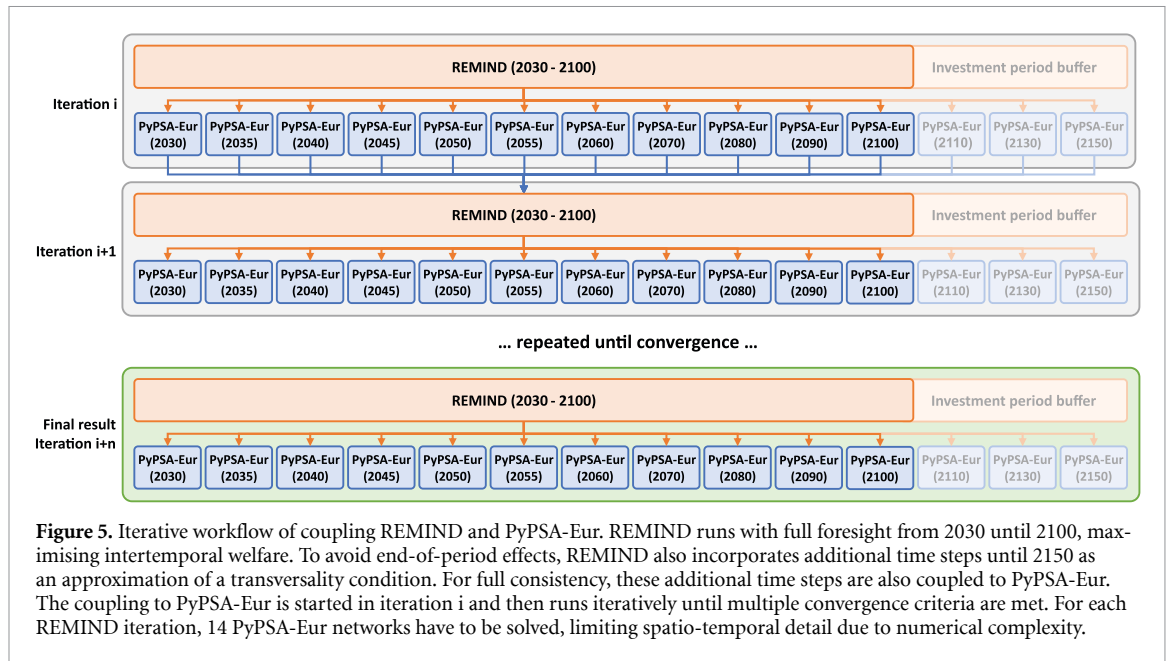 REMIND (2030 - 2100)
Investment period buffer
Iteration i
PyPSA-Eur PyPSA-Eur PyPSA-Eur PyPSA-Eur PyPSA-Eur PyPSA-Eur PyPSA-Eur PyPSA-Eur PyPSA-Eur PyPSA-Eur PyPSA-Eur PyPSA-Eur PyPSA-Eur PyPSA-Eur
(2030) (2035) (2040) (2045) (2050) (2055) (2060) (2070) (2080) (2090) (2100) (2110) (2130) (2150)
REMIND (2030 - 2100)
Investment period buffer
Iteration i+1
PyPSA-Eur PyPSA-Eur PyPSA-Eur PyPSA-Eur PyPSA-Eur PyPSA-Eur PyPSA-Eur PyPSA-Eur PyPSA-Eur PyPSA-Eur PyPSA-Eur PyPSA-Eur PyPSA-Eur PyPSA-Eur
(2030) (2035) (2040) (2045) (2050) (2055) (2060) (2070) (2080) (2090) (2100) (2110) (2130) (2150)
... repeated until convergence ...
REMIND (2030 - 2100)
Investment period buffer
Final result
Iteration i+n
PyPSA-Eur PyPSA-Eur PyPSA-Eur PyPSA-Eur PyPSA-Eur PyPSA-Eur PyPSA-Eur PyPSA-Eur PyPSA-Eur PyPSA-Eur PyPSA-Eur PyPSA-Eur PyPSA-Eur PyPSA-Eur
(2030) (2035) (2040) (2045) (2050) (2055) (2060) (2070) (2080) (2090) (2100) (2110) (2130) (2150)
Figure 5. Iterative workflow of coupling REMIND and PyPSA-Eur. REMIND runs with full foresight from 2030 until 2100, max-
imising intertemporal welfare. To avoid end-of-period effects, REMIND also incorporates additional time steps until 2150 as
an approximation of a transversality condition. For full consistency, these additional time steps are also coupled to PyPSA-Eur.
The coupling to PyPSA-Eur is started in iteration i and then runs iteratively until multiple convergence criteria are met. For each
REMIND iteration, 14 PyPSA-Eur networks have to be solved, limiting spatio-temporal detail due to numerical complexity.